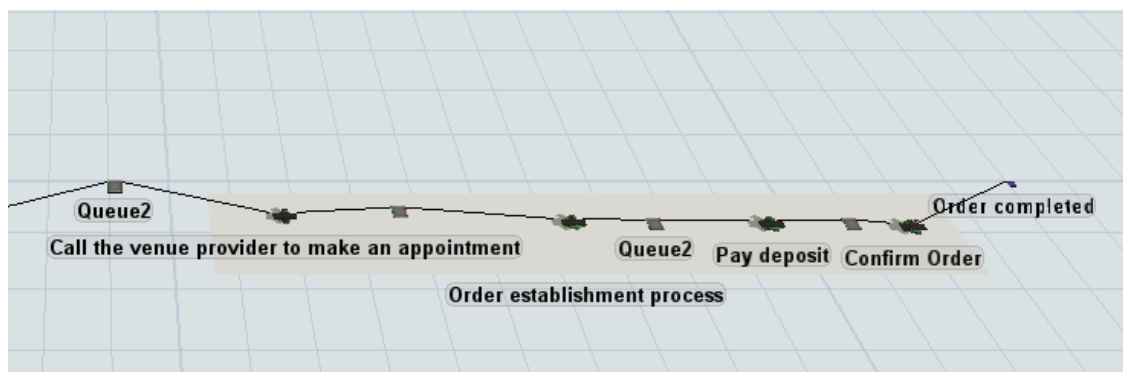 Queue2
Order completed
Call the venue provider to make an appointment
Queue2
Pay deposit
Confirm Order
Order establishment process